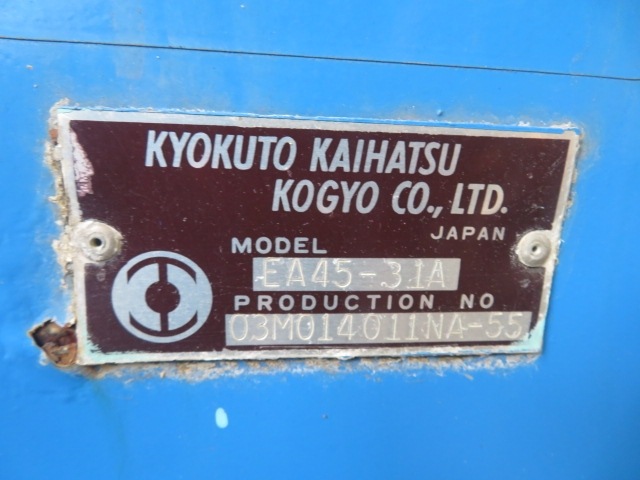 KYOKUTO KAIHATSU
KOGYO CO., LTD.
JAPAN
MODEL
EA45-31A
PRODUCTION NO
03M014011NA-55